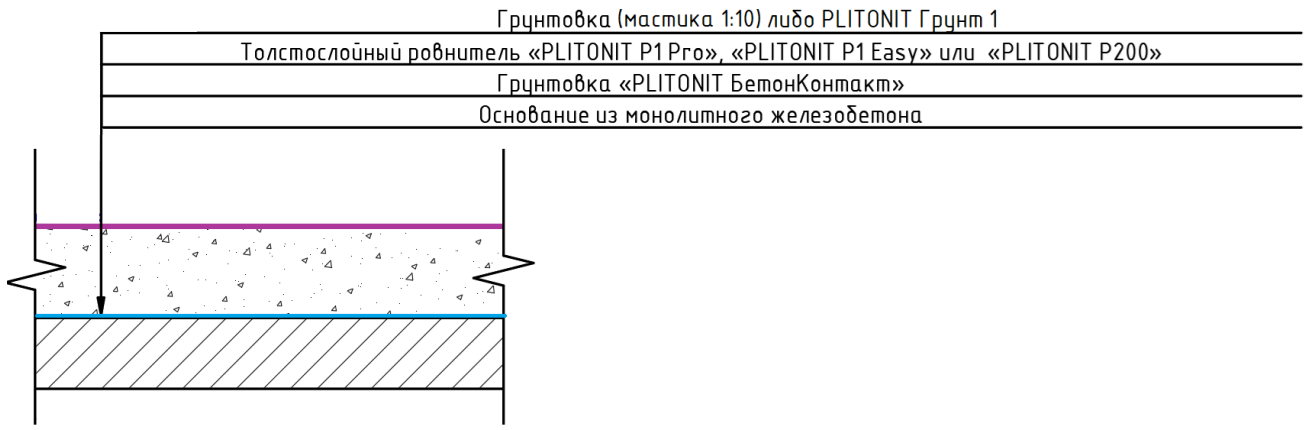 Грунтовка (мастика 1:10) либо PLITONIT Грунт 1
Толстослойный ровнитель «PLITONIT P1 Pro», «PLITONIT P1 Easy» или «PLITONIT P200»
Грунтовка «PLITONIT БетонКонтакт»
Основание из монолитного железобетона